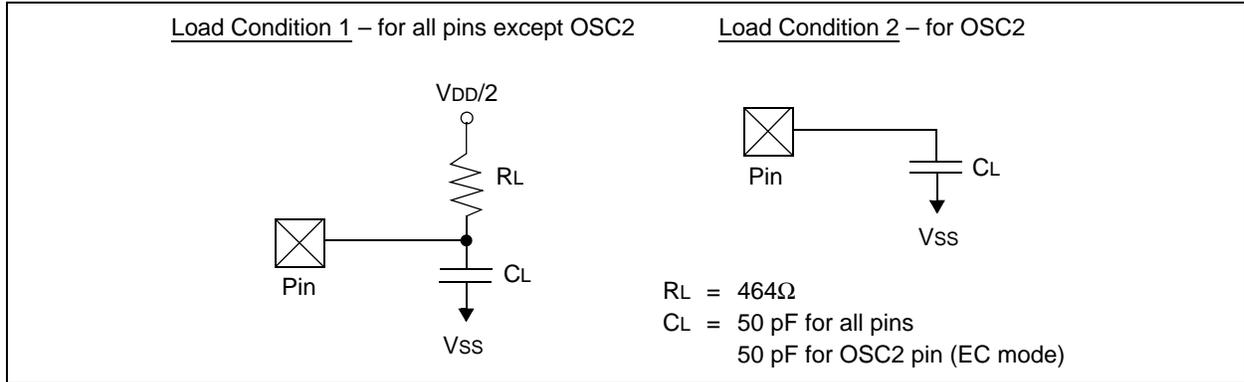 Load Condition 1 – for all pins except OSC2
Load Condition 2 – for OSC2
VDD/2
RL
Pin
CL
VSS
Pin
CL
VSS
RL = 464Ω
CL = 50 pF for all pins
50 pF for OSC2 pin (EC mode)